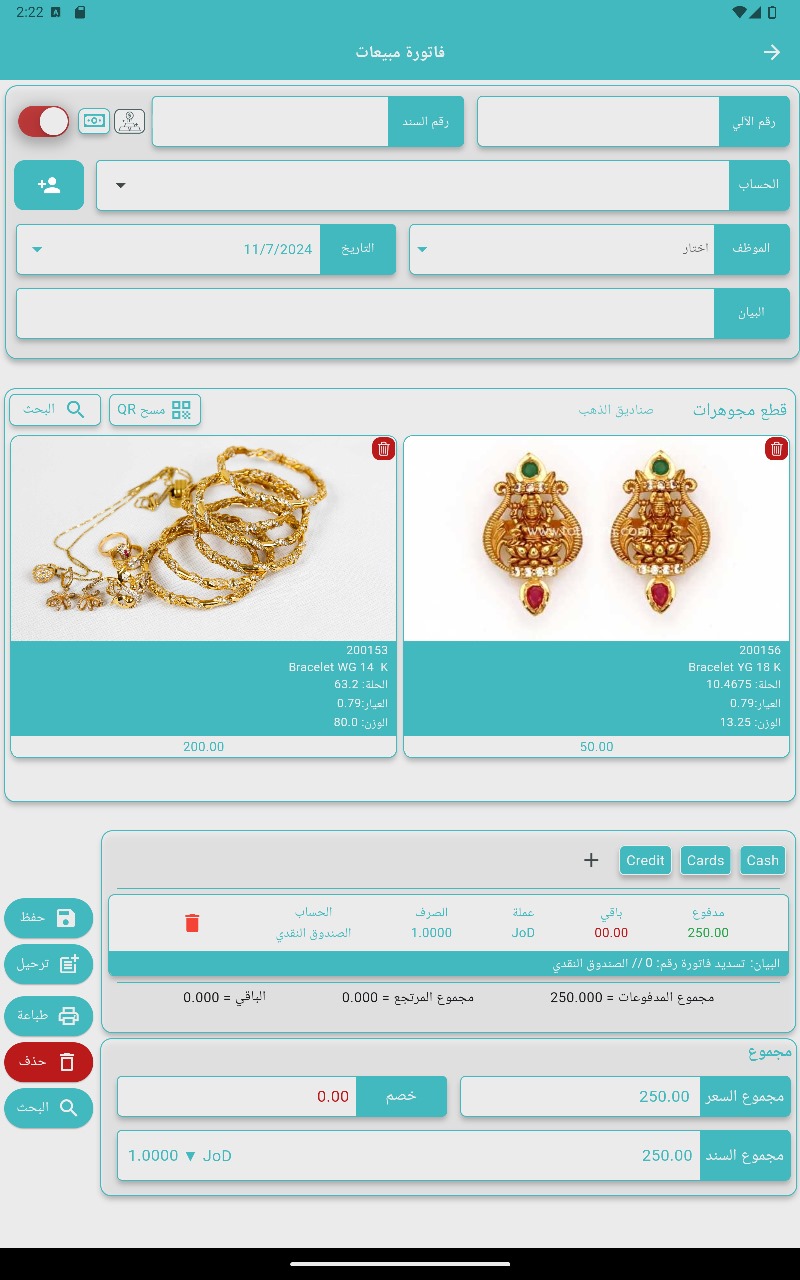 2:22
فاتورة مبيعات
رقم الآلي
رقم السند
الحساب
الموظف
اختار
التاريخ
11/7/2024
البيان
قطع مجوهرات
صناديق الذهب
مسح QR
البحث
200156
Bracelet YG 18 K
الحلة: 10.4675
العيار:0.79
الوزن: 13.25
50.00
200153
Bracelet WG 14 K
الحلة: 63.2
العيار:0.79
الوزن: 80.0
200.00
Cash
Cards
Credit
+
مدفوع
باقي
عملة
الصرف
الحساب
250.00
00.00
JoD
1.0000
الصندوق النقدي
البيان: تسديد فاتورة رقم: 0 // الصندوق النقدي
مجموع المدفوعات = 250.000
مجموع المرتجع = 0.000
الباقي = 0.000
حفظ
ترحيل
طباعة
حذف
البحث
مجموع
مجموع السعر
250.00
خصم
0.00
مجموع السند
250.00
JoD ▼ 1.0000